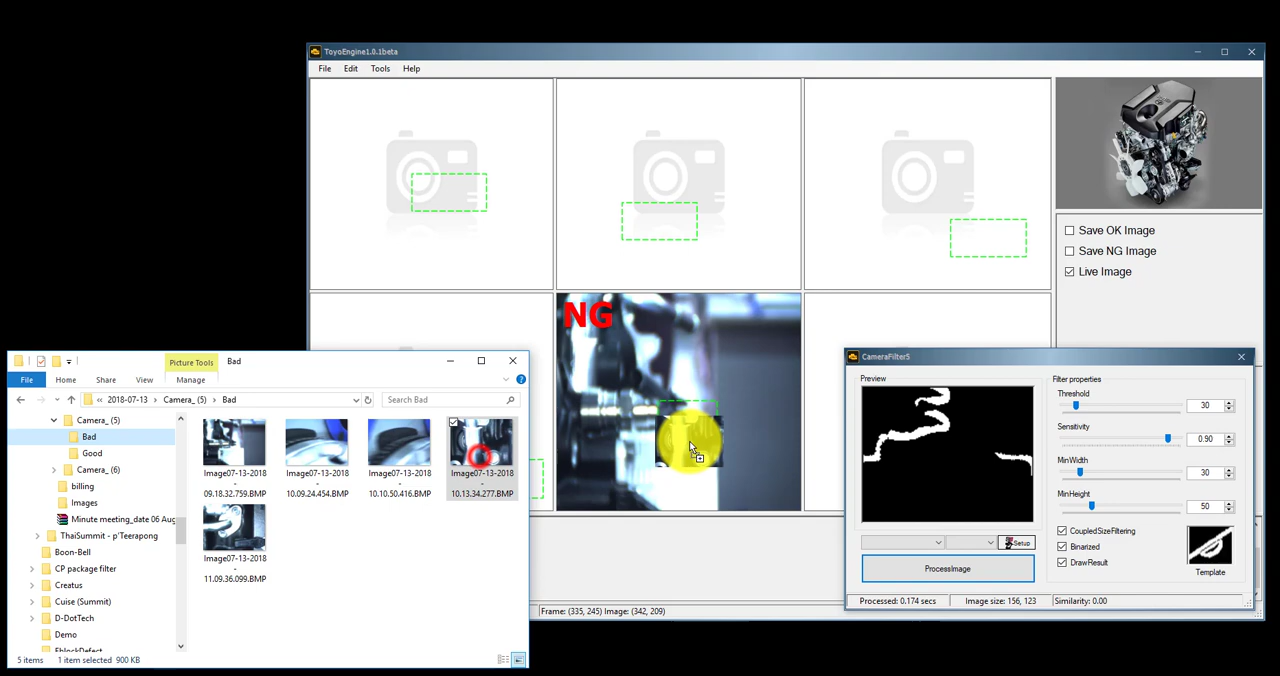 ToyoEngine1.0.1beta
File Edit Tools Help
Save OK Image
Save NG Image
Live Image
NG
Picture Tools Bad
File Home Share View Manage
« 2018-07-13 › Camera_ (5) › Bad
Search Bad
Camera_ (5)
Bad
Good
Camera_ (6)
billing
Images
Minute meeting_date 06 Aug
ThaiSummit - p'Teerapong
Boon-Bell
CP package filter
Creatus
Cuise (Summit)
D-DotTech
Demo
Image07-13-2018
-
09.18.32.759.BMP
Image07-13-2018
-
10.09.24.454.BMP
Image07-13-2018
-
10.10.50.416.BMP
Image07-13-2018
-
10.13.34.277.BMP
Image07-13-2018
-
11.09.36.099.BMP
5 items 1 item selected 900 KB
Frame: (335, 245) Image: (342, 209)
CameraFilter5
Preview
Setup
ProcessImage
Filter properties
Threshold
30
Sensitivity
0.90
MinWidth
30
MinHeight
50
CoupledSizeFiltering
Binarized
DrawResult
Template
Processed: 0.174 secs Image size: 156, 123 Similarity: 0.00